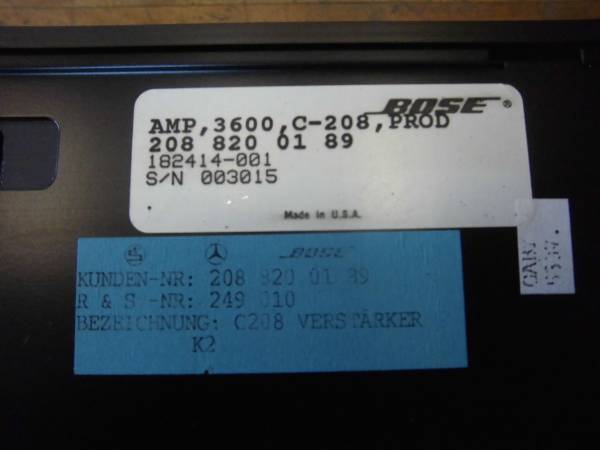 BOSE®
AMP,3600,C-208,PROD
208 820 01 89
182414-001
S/N 003015
Made in U.S.A.
BOSE
KUNDEN-NR: 208 820 01 89
R & S -NR: 249 010
BEZEICHNUNG: C208 VERSTÄRKER
K2